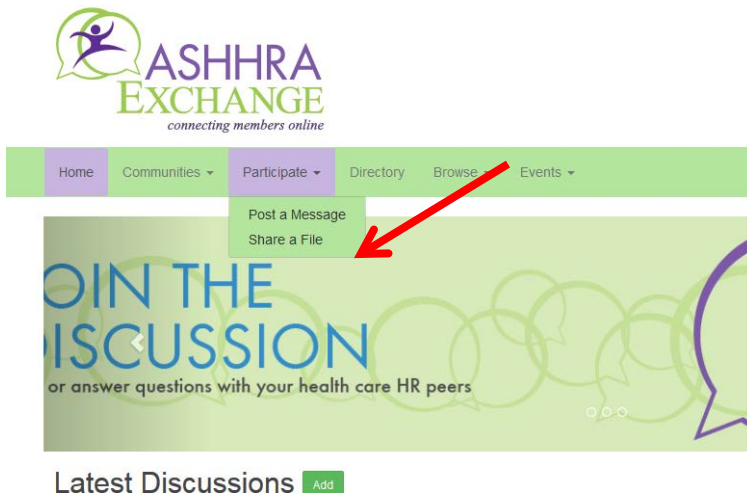 ASHHRA
EXCHANGE
connecting members online
Home Communities Participate Directory Browse Events
Post a Message
Share a File
OIN THE
ISCUSSION
or answer questions with your health care HR peers
Latest Discussions Add